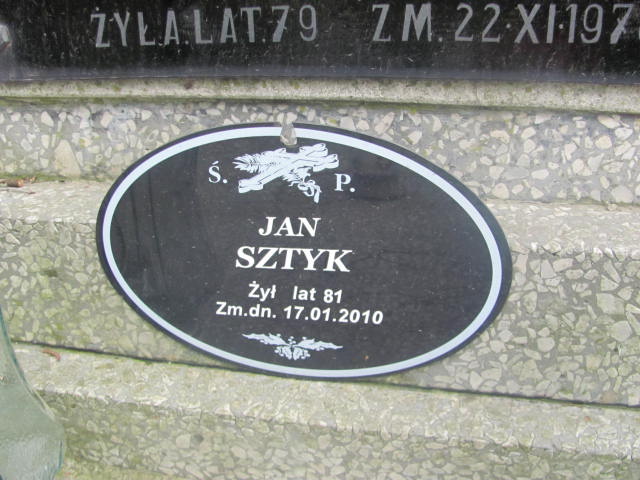 ŻYŁA LAT 79 ZM. 22.XI.197
Ś. P.
JAN
SZTYK
Żył lat 81
Zm.dn. 17.01.2010